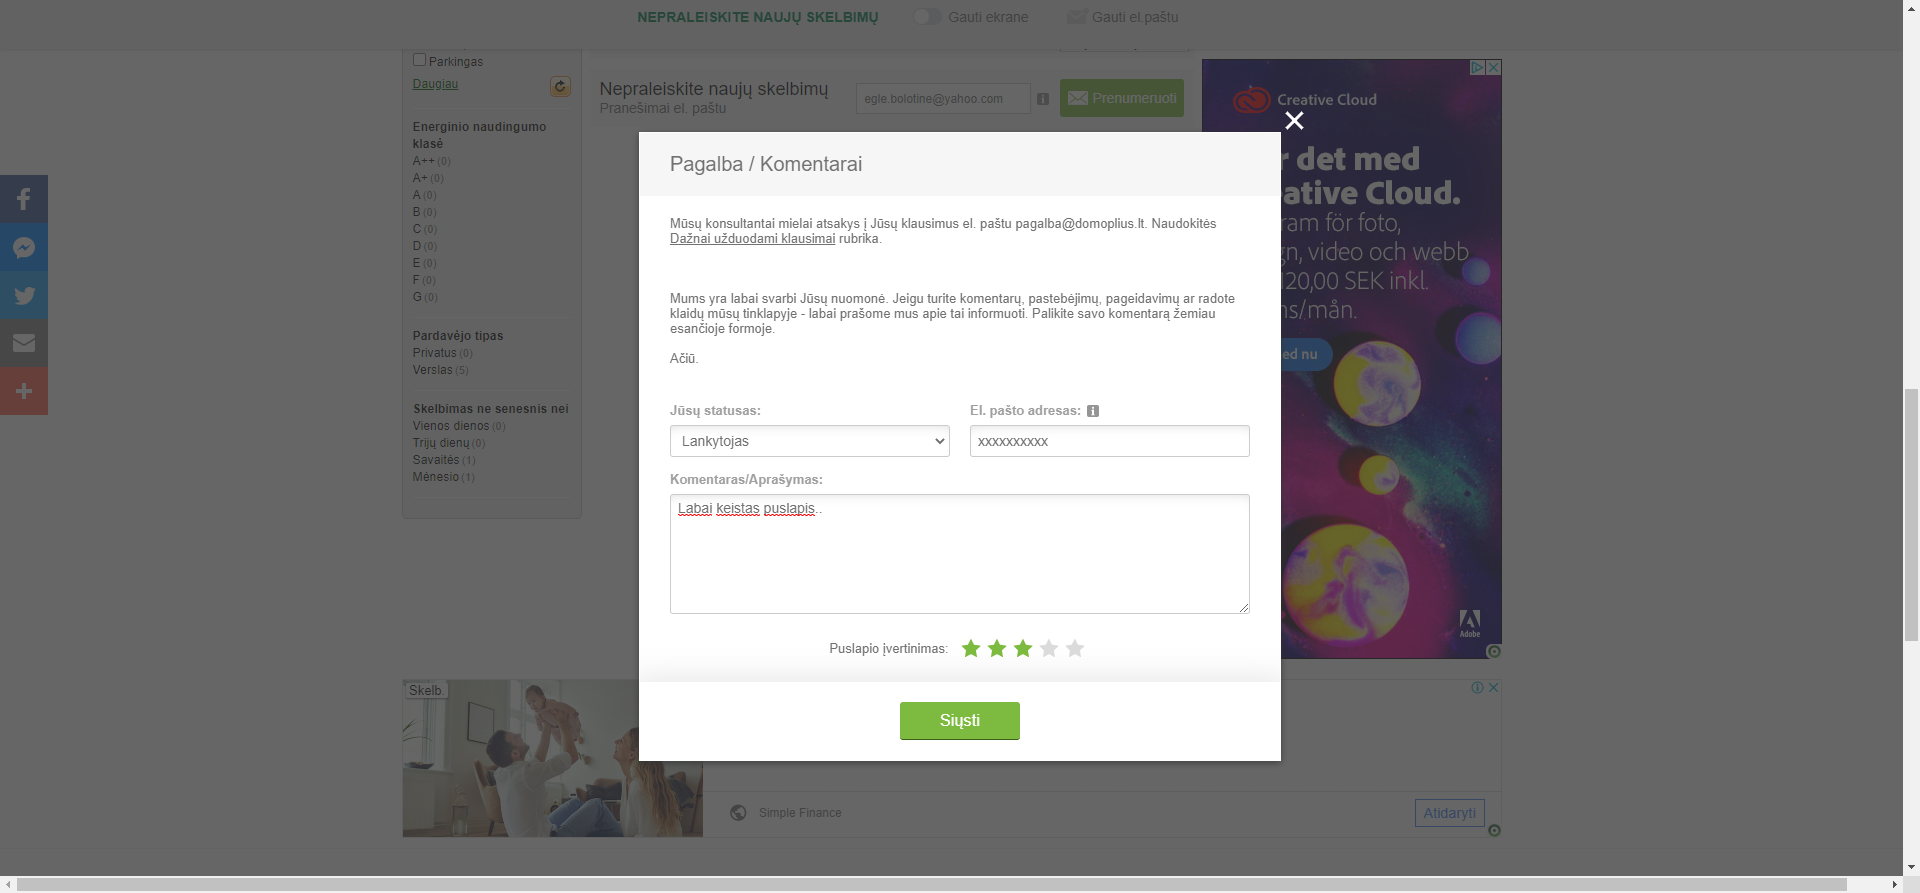 NEPRALEISKITE NAUJŲ SKELBIMŲ
Gauti ekrane
Gauti el.paštu
Parkingas
Daugiau
Energinio naudingumo
klasė
A++ (0)
A+ (0)
A (0)
B (0)
C (0)
D (0)
E (0)
F (0)
G (0)
Pardavėjo tipas
Privatus (0)
Verslas (5)
Skelbimas ne senesnis nei
Vienos dienos (0)
Trijų dienų (0)
Savaitės (1)
Mėnesio (1)
Nepraleiskite naujų skelbimų
Pranešimai el. paštu
egle.bolotine@yahoo.com
Prenumeruoti
Pagalba / Komentarai
Mūsų konsultantai mielai atsakys į Jūsų klausimus el. paštu pagalba@domoplius.lt. Naudokitės
Dažnai užduodami klausimai rubrika.
Mums yra labai svarbi Jūsų nuomonė. Jeigu turite komentarų, pastebėjimų, pageidavimų ar radote
klaidų mūsų tinklapyje - labai prašome mus apie tai informuoti. Palikite savo komentarą žemiau
esančioje formoje.
Ačiū.
Jūsų statusas:
El. pašto adresas:
Lankytojas
xxxxxxxxxx
Komentaras/Aprašymas:
Labai keistas puslapis..
Puslapio įvertinimas:
Siųsti
Creative Cloud
r det med
eative Cloud.
ram för foto,
gn, video och webb
120,00 SEK inkl.
ns/mån.
ed nu
Adobe
Skelb.
Simple Finance
Atidaryti